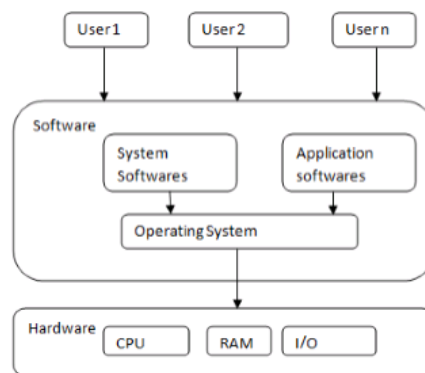 User1
User2
Usern
Software
System
Softwares
Application
softwares
Operating System
Hardware
CPU
RAM
I/O